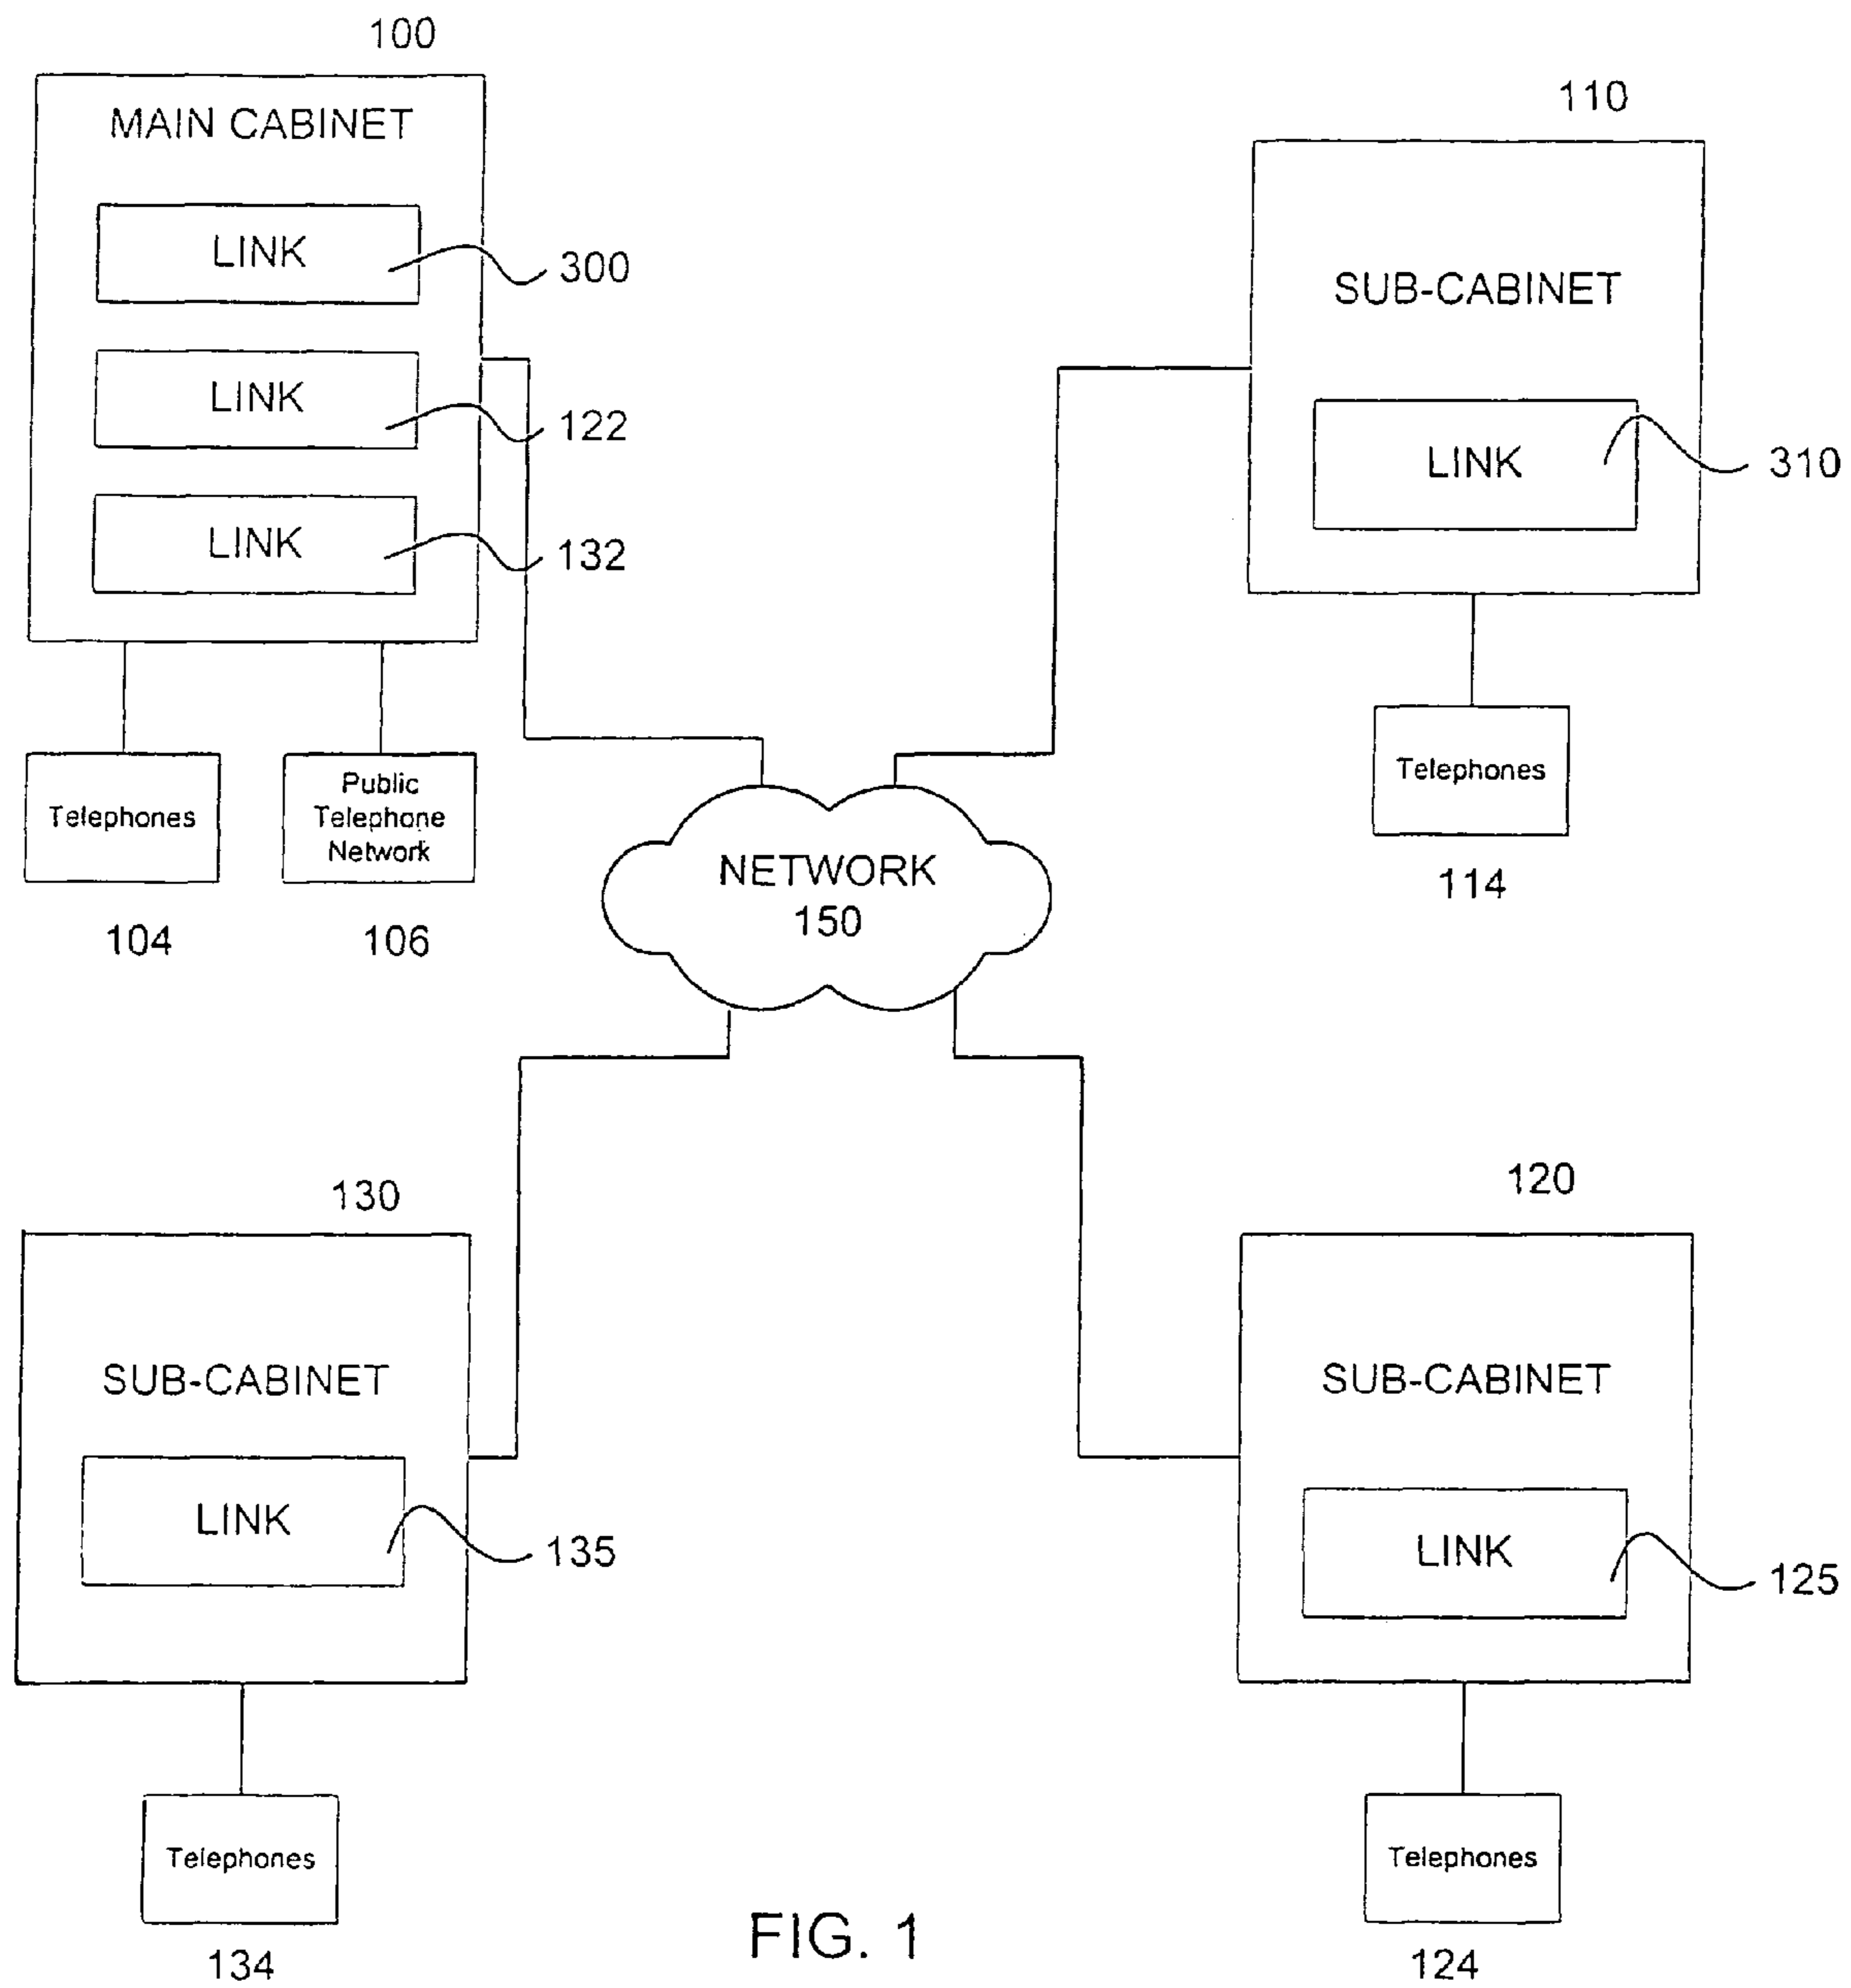 100
MAIN CABINET
LINK
300
LINK
122
LINK
132
Telephones
104
Public
Telephone
Network
106
110
SUB-CABINET
LINK
310
Telephones
114
NETWORK
150
130
SUB-CABINET
LINK
135
Telephones
134
120
SUB-CABINET
LINK
125
Telephones
124
FIG. 1